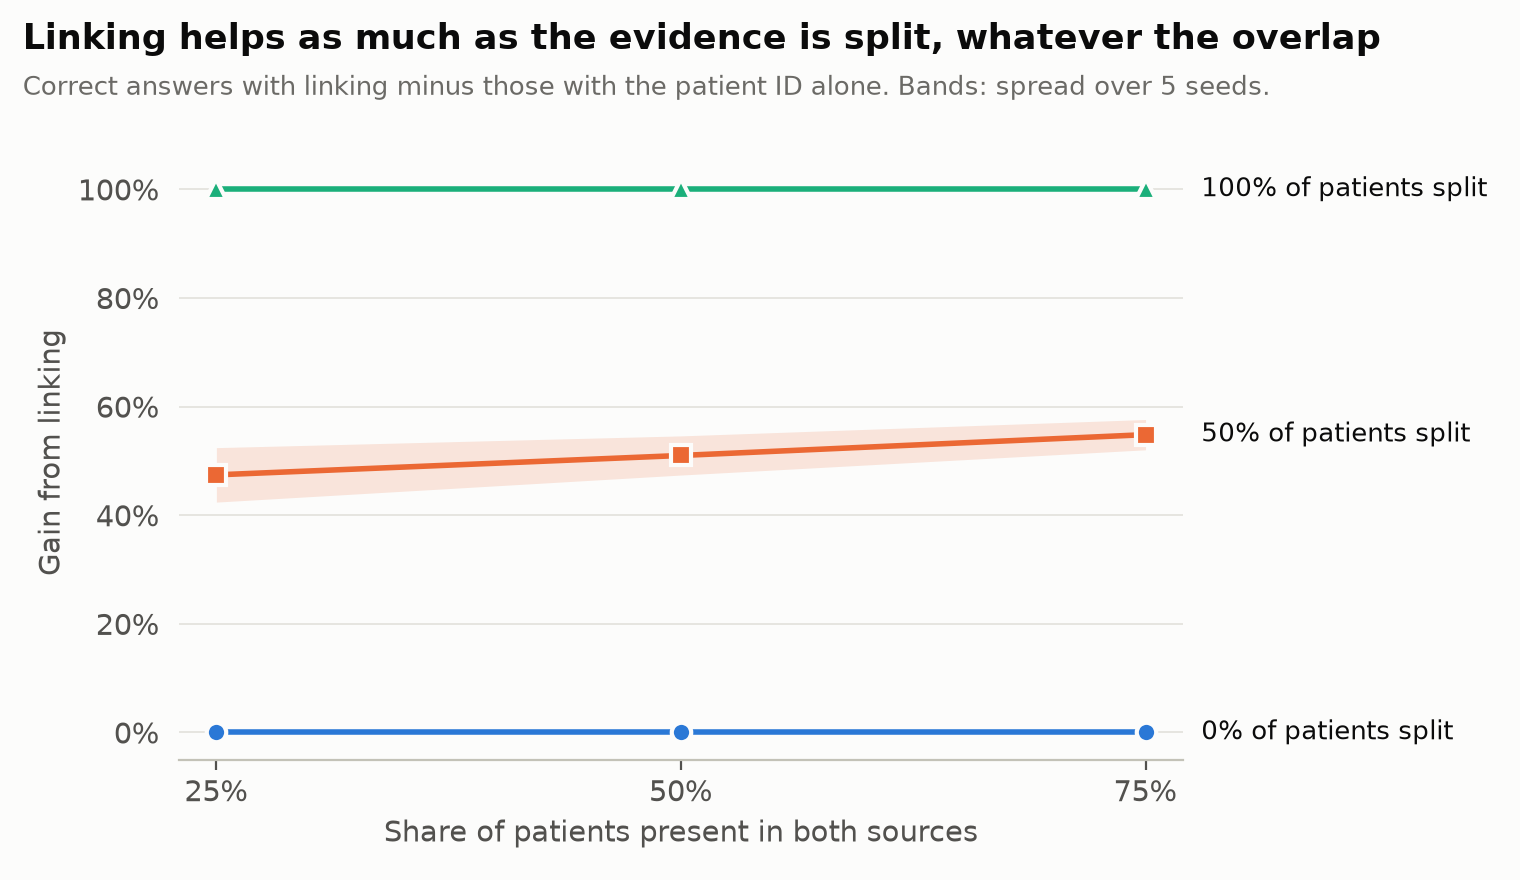 Linking helps as much as the evidence is split, whatever the overlap
Correct answers with linking minus those with the patient ID alone. Bands: spread over 5 seeds.
100%
80%
60%
40%
20%
0%
Gain from linking
100% of patients split
50% of patients split
0% of patients split
25%
50%
75%
Share of patients present in both sources